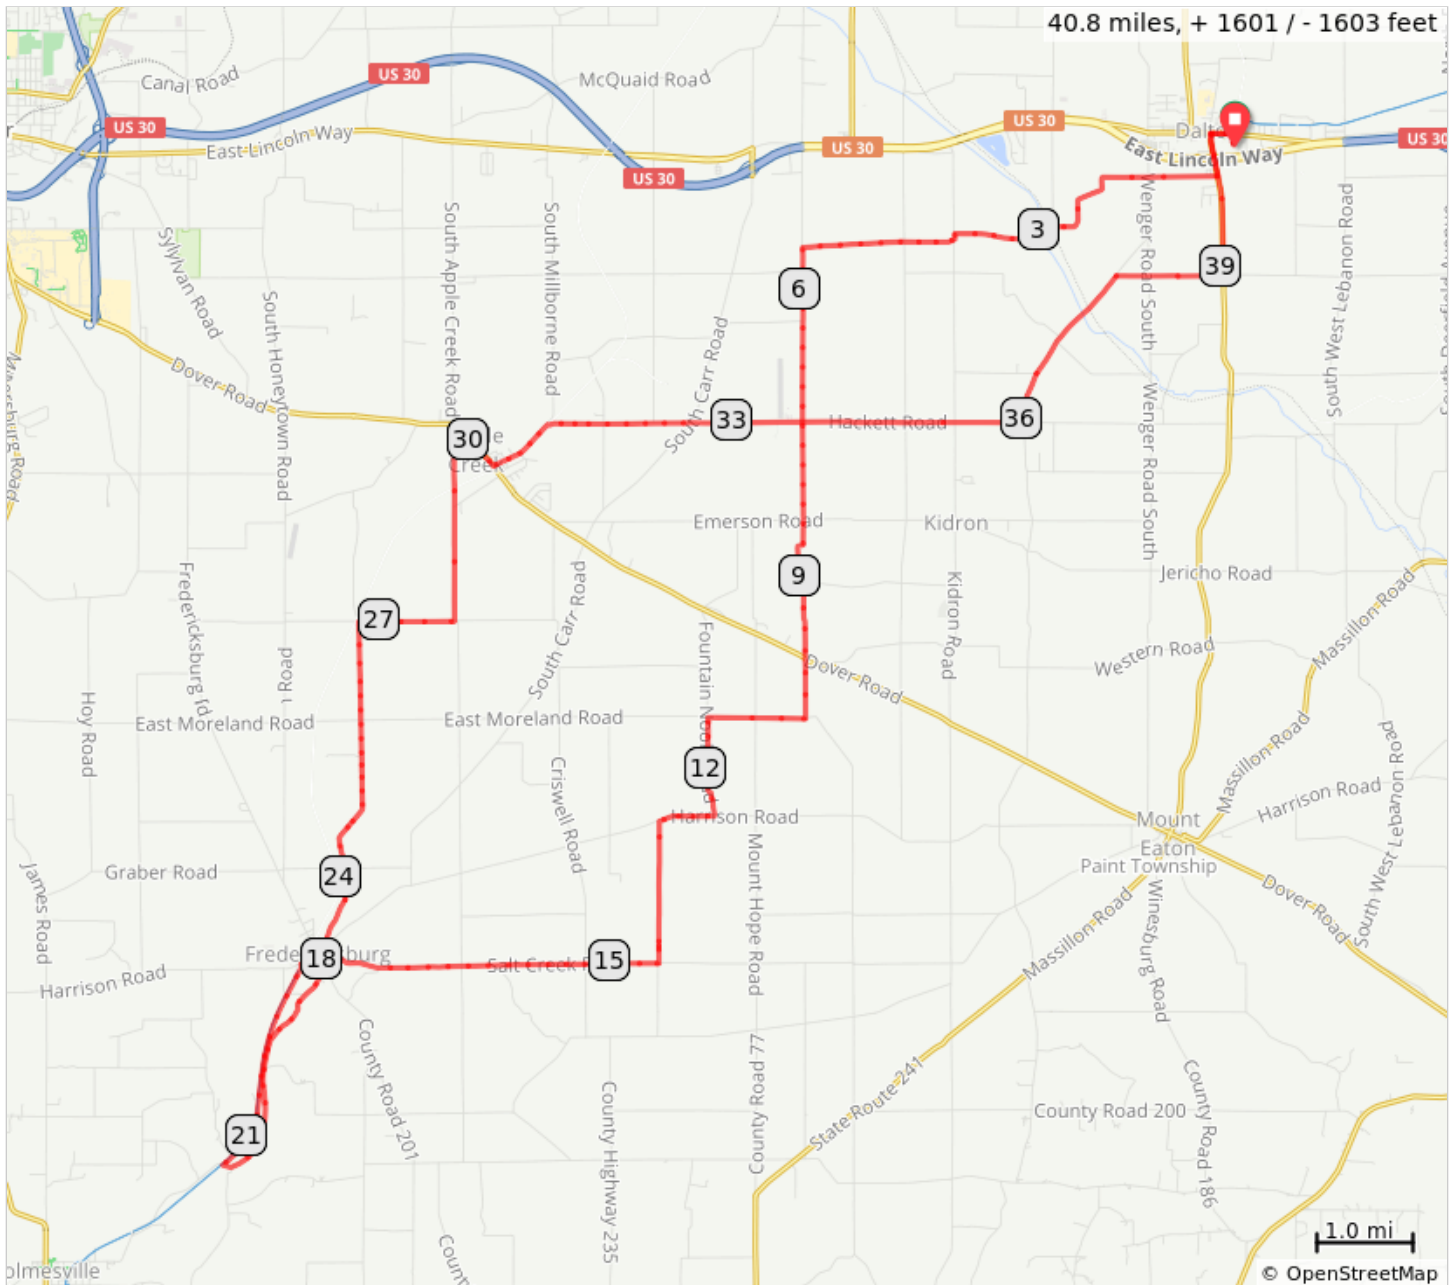 40.8 miles, + 1601 / - 1603 feet
Canal Road
US 30
McQuaid Road
US 30
East Lincoln Way
US 30
US 30
US 30
East Lincoln Way
US 30
South Apple Creek Road
South Millborne Road
Wenger Road South
South West Lebanon Road
Sylvan Road
3
39
6
South Honeytown Road
South Carr Road
Dover Road
Wenger Road South
33
Hackett Road
36
30
Creek
Emerson Road
Kidron
Fredericksburg
9
Jericho Road
Kidron Road
Massillon Road
27
Fountain
Dover Road
Western Road
South Carr Road
Road
Hoy Road
East Moreland Road
East Moreland Road
Massillon Road
South West Lebanon Road
12
Criswell Road
Harrison Road
Harrison Road
Mount
Eaton
Paint Township
Mount Hope Road
24
Graber Road
James Road
Dover Road
Massillon Road
Winesburg Road
18
15
Salt Creek
Harrison Road
County Road 201
County Road 77
State Route 241
County Road 200
County Road 186
County Highway 235
21
1.0 mi
© OpenStreetMap